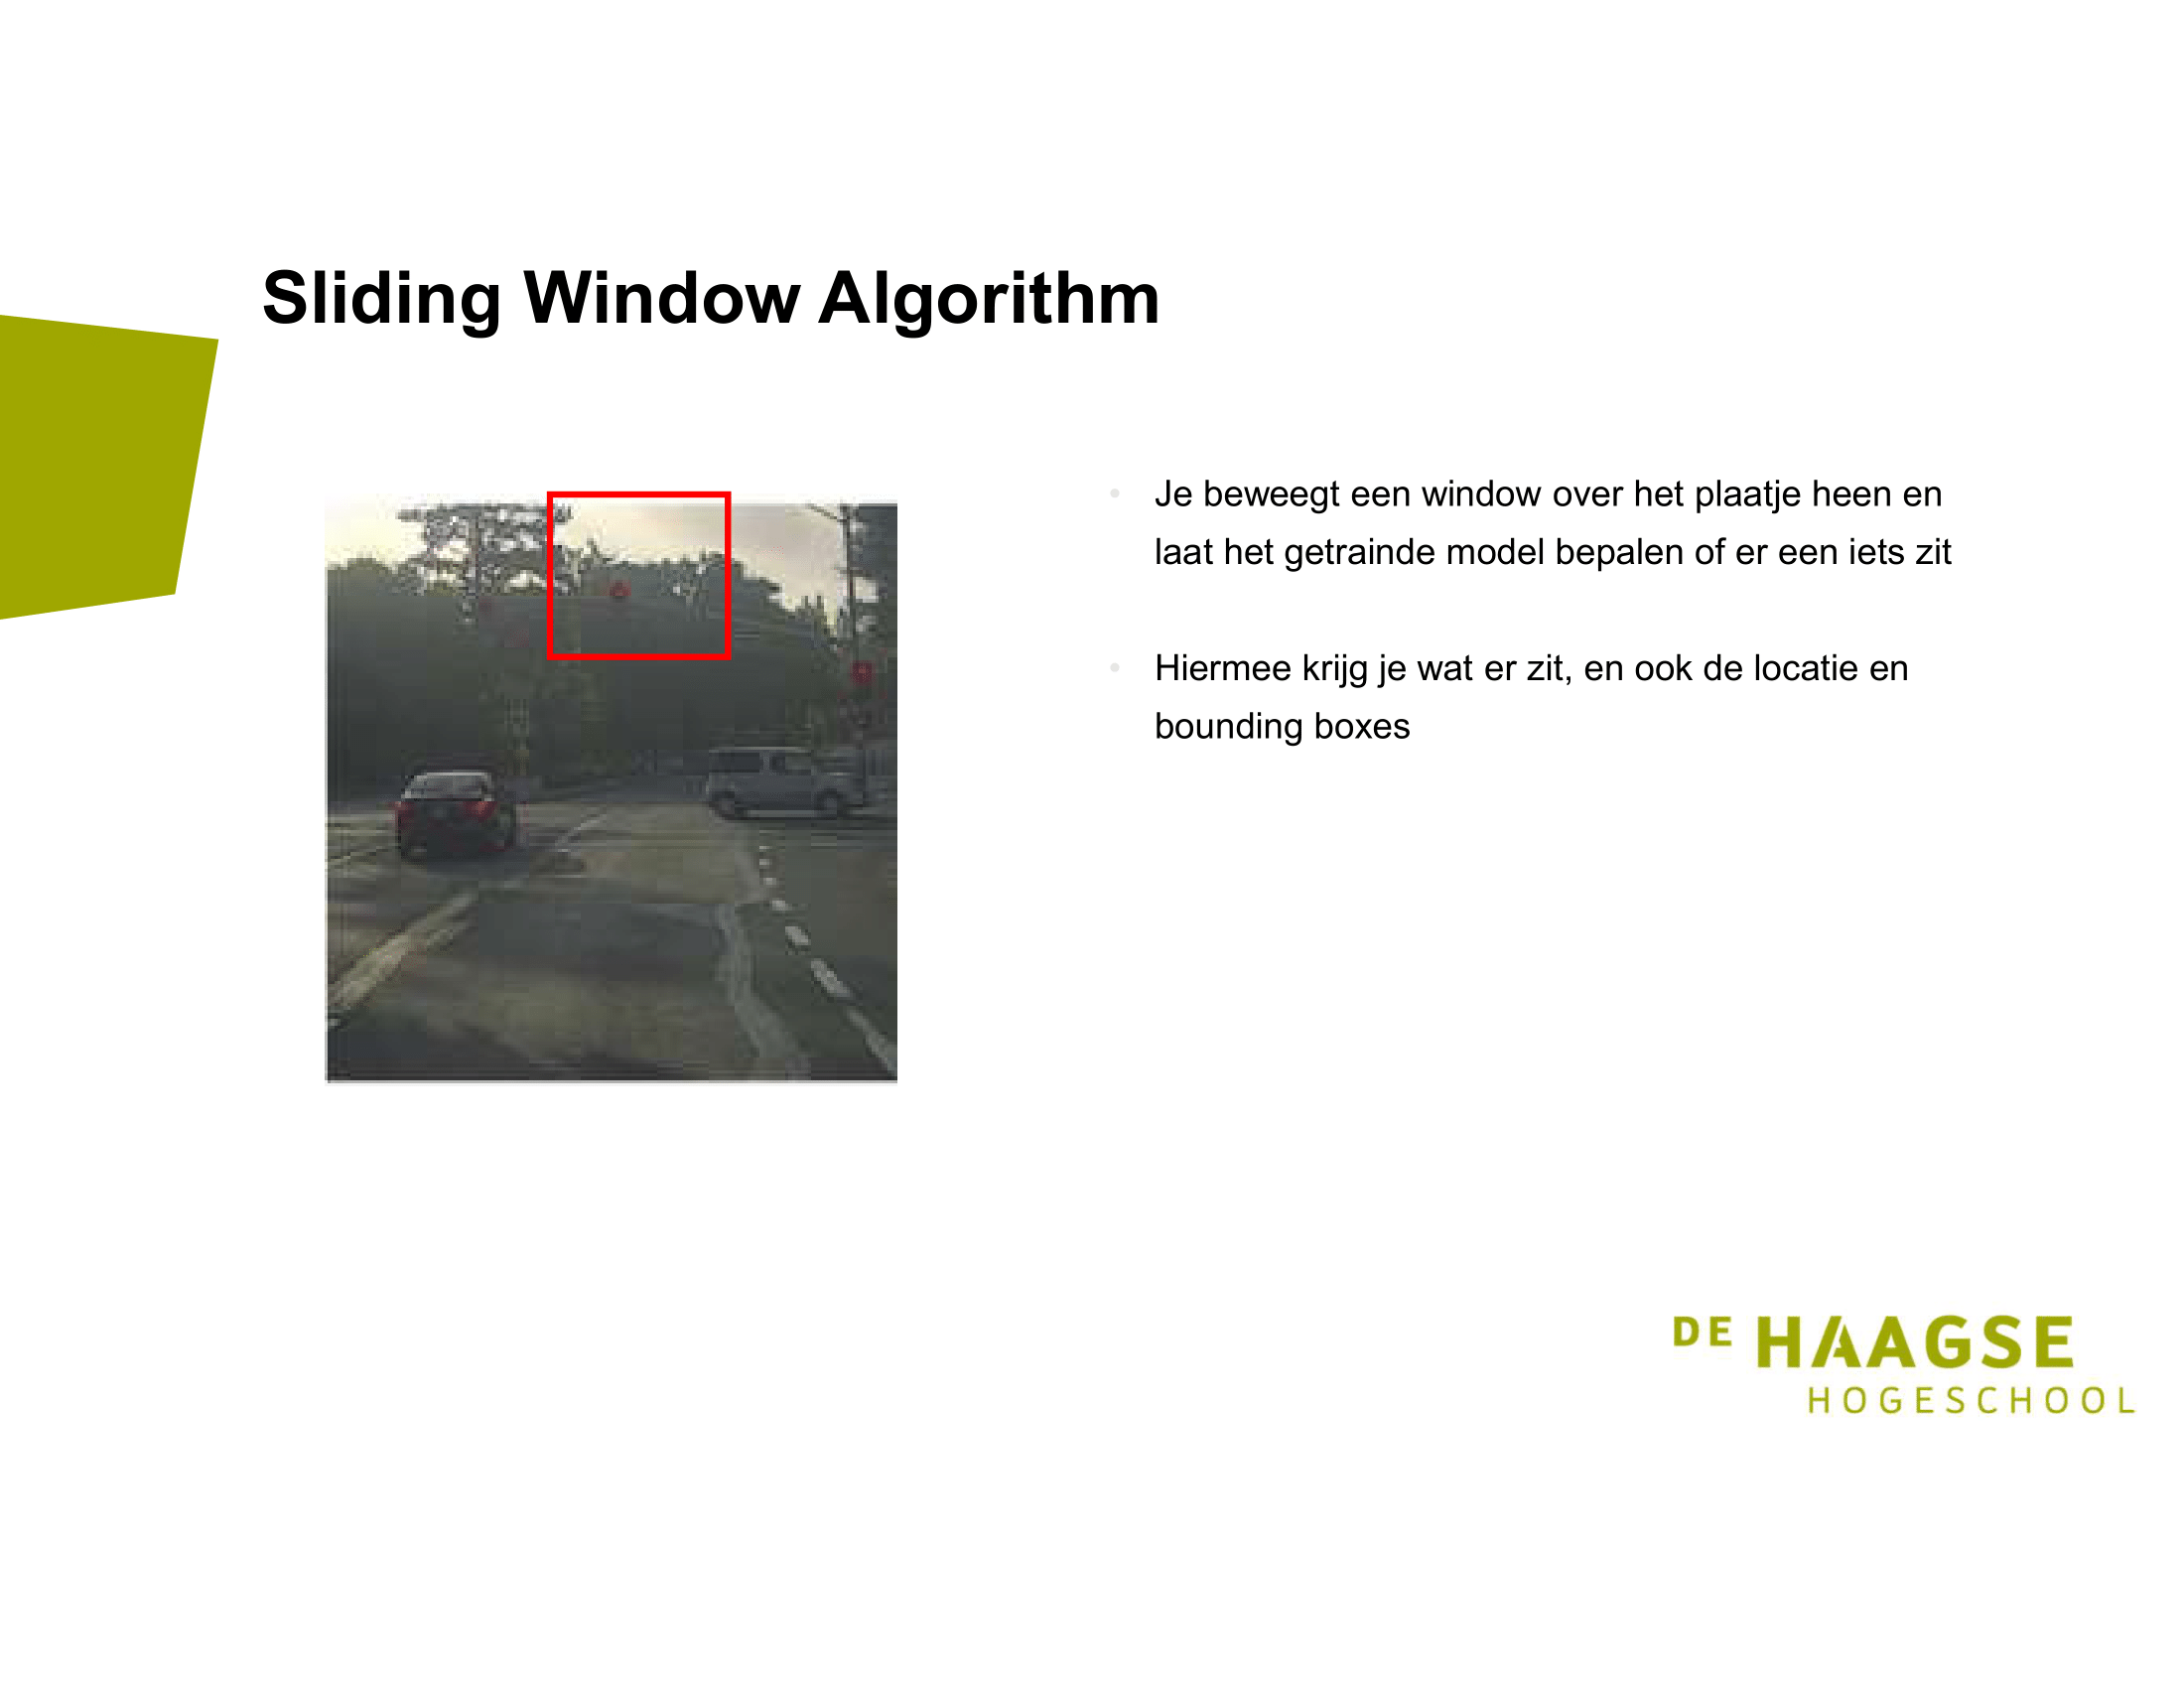 Sliding Window Algorithm
Je beweegt een window over het plaatje heen en
laat het getrainde model bepalen of er een iets zit
Hiermee krijg je wat er zit, en ook de locatie en
bounding boxes
DE HAAGSE
HOGESCHOOL